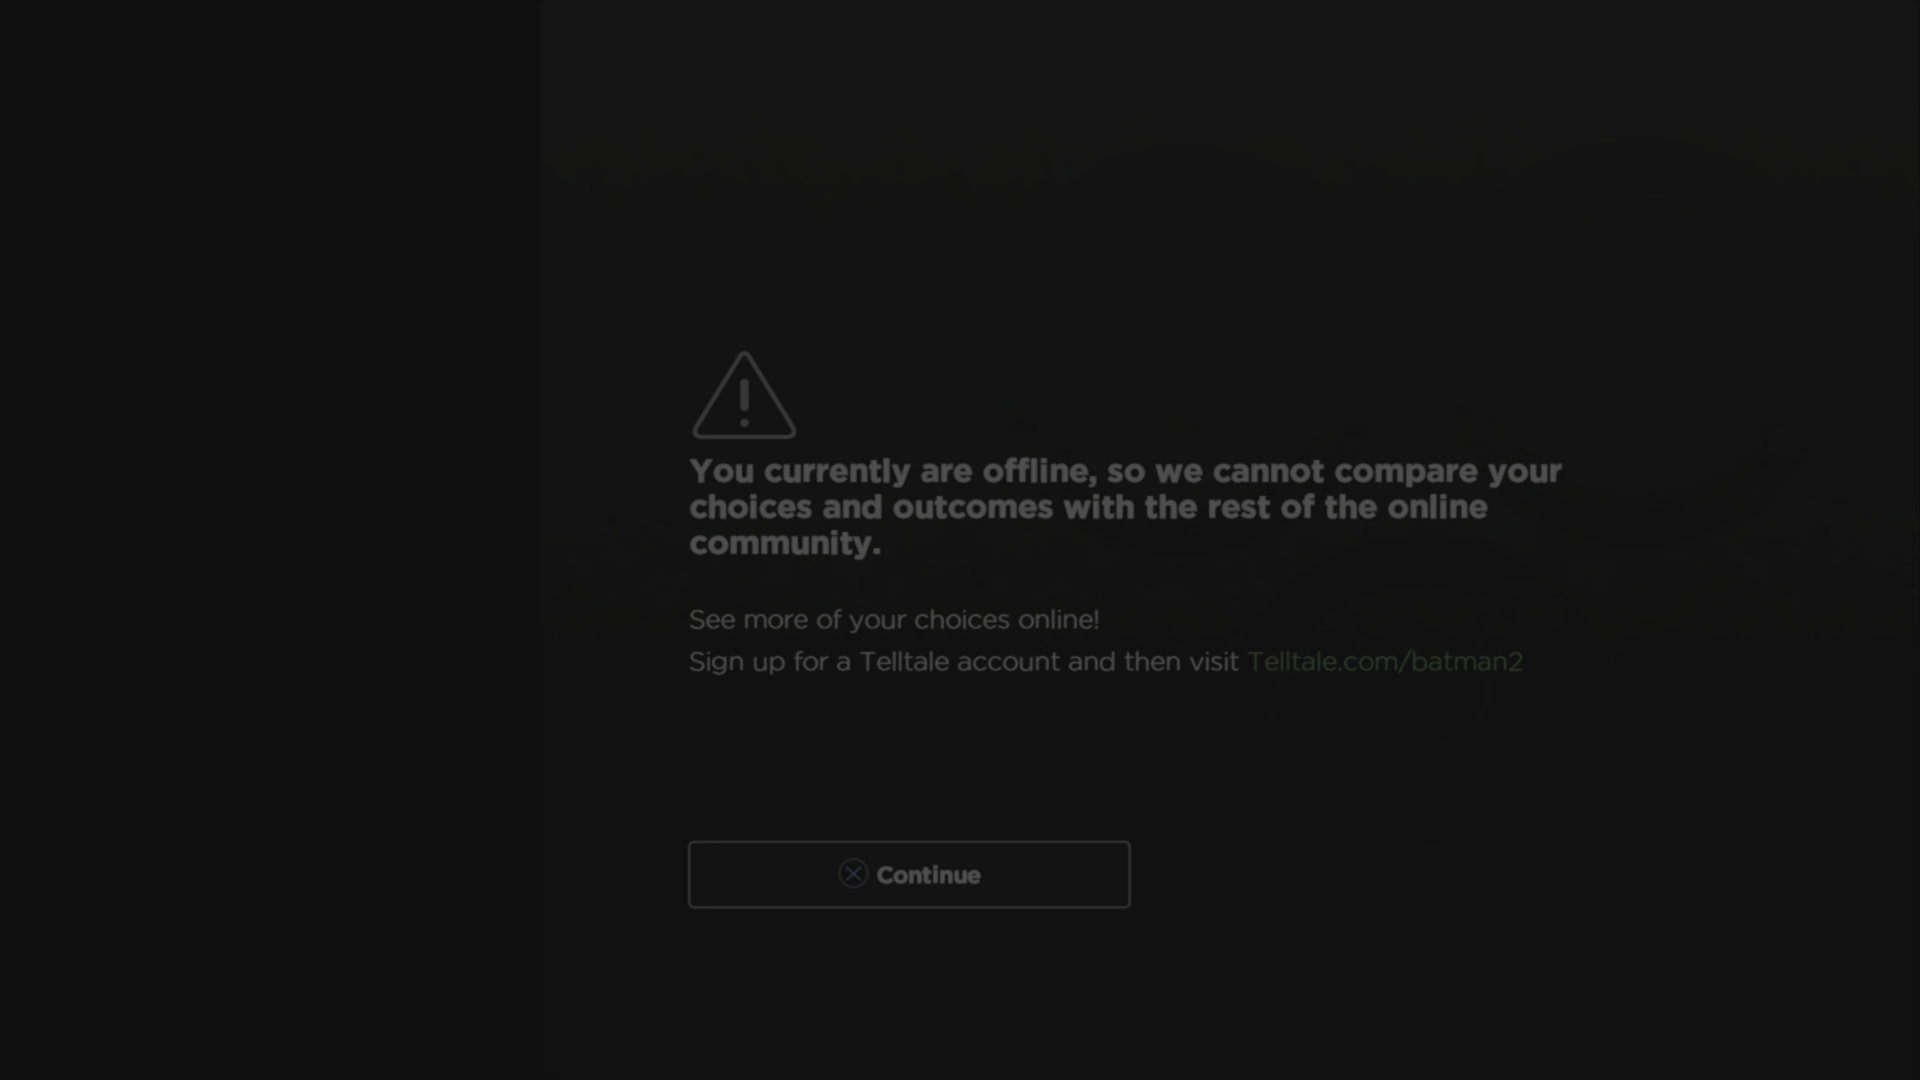 You currently are offline, so we cannot compare your
choices and outcomes with the rest of the online
community.
See more of your choices online!
Sign up for a Telltale account and then visit Telltale.com/batman2
Continue